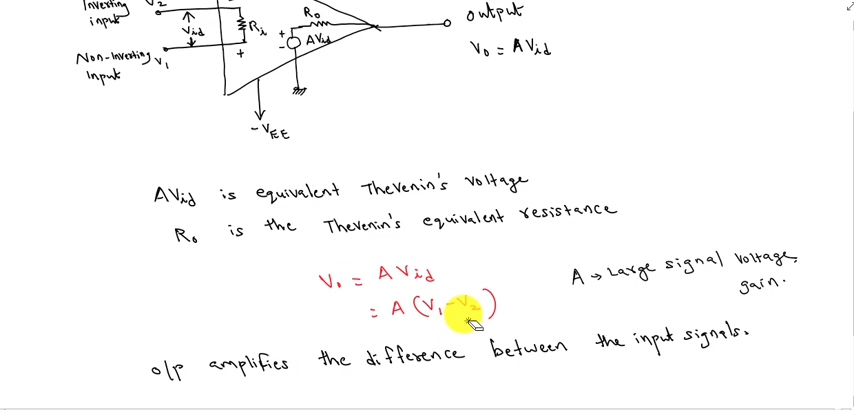 Inverting V2
input
Vid
Ri
Ro
AVid
output
Vo = AVid
Non-Inverting V1
Input
-VEE
AVid is equivalent Thevenin's voltage
Ro is the Thevenin's equivalent resistance
Vo = AVid
= A (V1 - V2)
A → Large signal voltage
gain.
o/p amplifies the difference between the input signals.